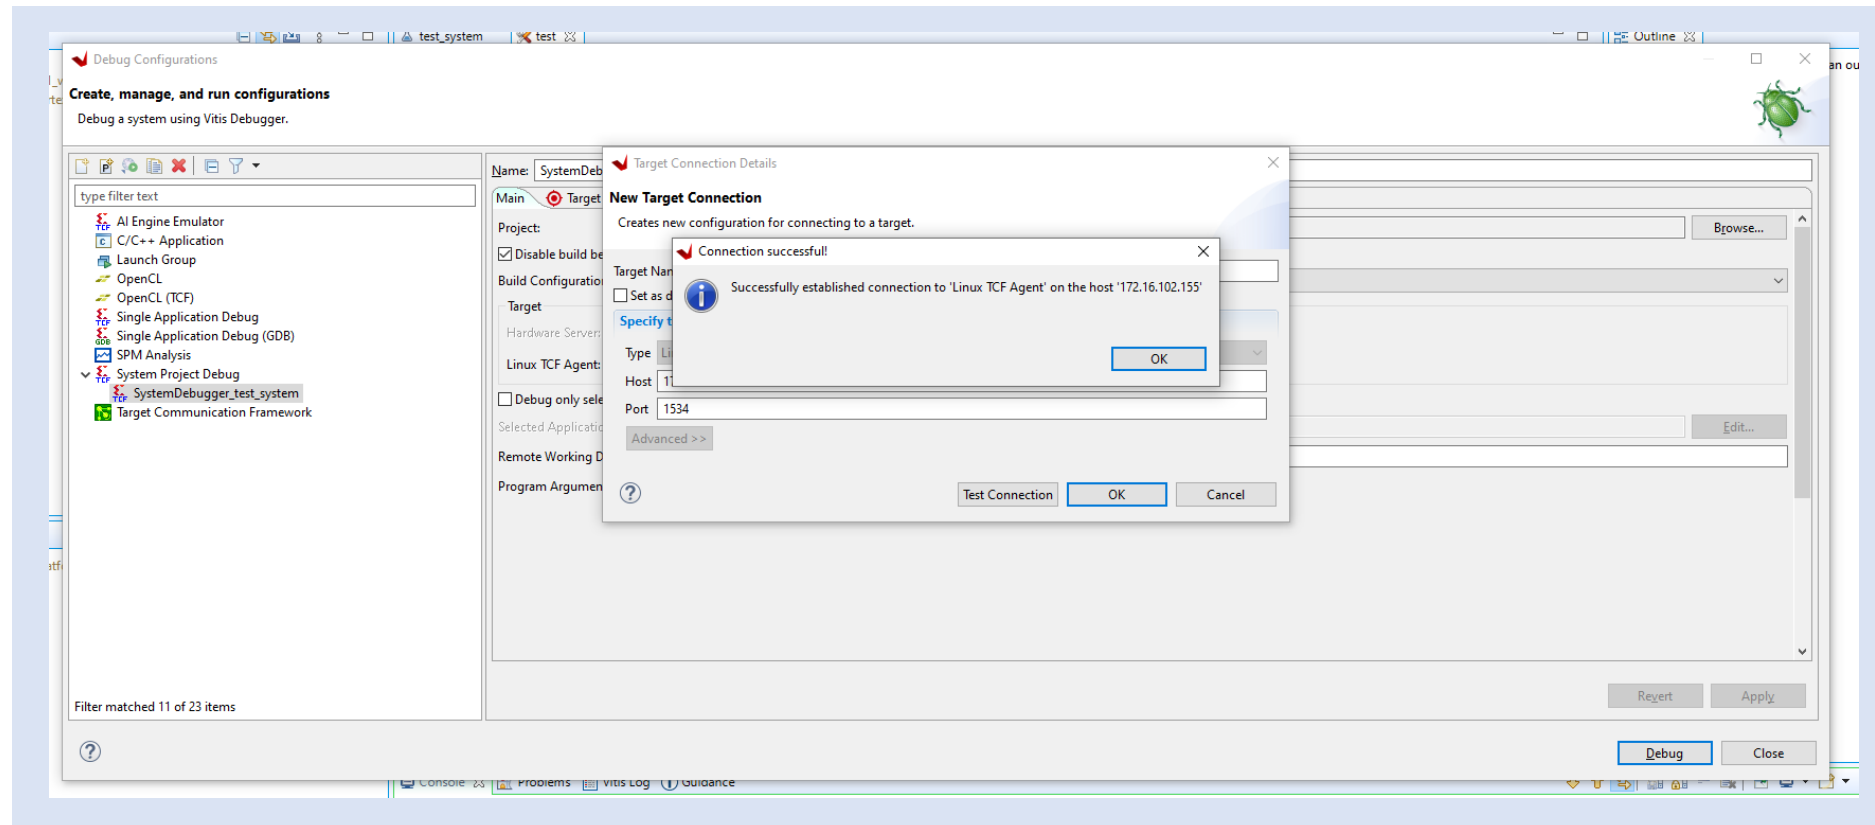 test_system
test
Outline
Debug Configurations
an ou
Create, manage, and run configurations
Debug a system using Vitis Debugger.
type filter text
AI Engine Emulator
C/C++ Application
Launch Group
OpenCL
OpenCL (TCF)
Single Application Debug
Single Application Debug (GDB)
SPM Analysis
System Project Debug
SystemDebugger_test_system
Target Communication Framework
Filter matched 11 of 23 items
Name: SystemDeb
Main Target
Project:
Browse...
Disable build be
Build Configuratio
Target
Hardware Server:
Linux TCF Agent:
Debug only sele
Selected Applicatio
Edit...
Remote Working D
Program Argumen
Target Connection Details
New Target Connection
Creates new configuration for connecting to a target.
Target Nam
Set as d
Specify t
Type Li
Host 17
Port 1534
Advanced >>
Test Connection OK Cancel
Connection successful!
Successfully established connection to 'Linux TCF Agent' on the host '172.16.102.155'
OK
Revert Apply
Debug Close
Console Problems Vitis Log Guidance